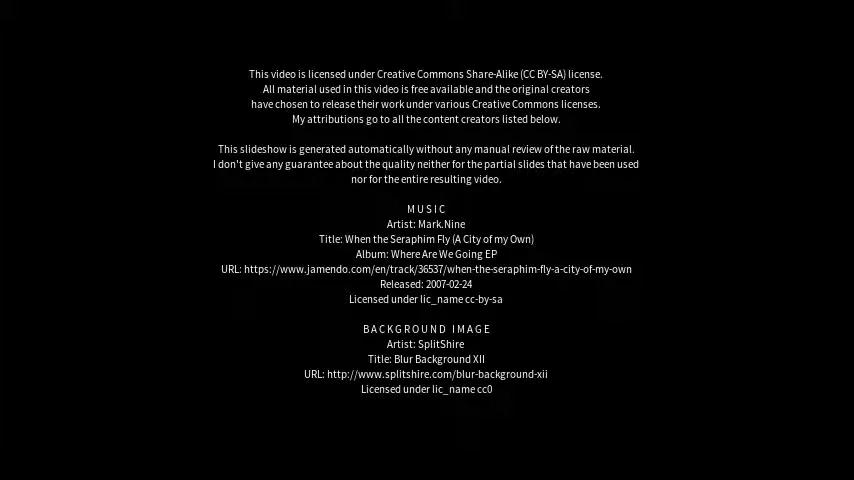 This video is licensed under Creative Commons Share-Alike (CC BY-SA) license.
All material used in this video is free available and the original creators
have chosen to release their work under various Creative Commons licenses.
My attributions go to all the content creators listed below.
This slideshow is generated automatically without any manual review of the raw material.
I don't give any guarantee about the quality neither for the partial slides that have been used
nor for the entire resulting video.
MUSIC
Artist: Mark.Nine
Title: When the Seraphim Fly (A City of my Own)
Album: Where Are We Going EP
URL: https://www.jamendo.com/en/track/36537/when-the-seraphim-fly-a-city-of-my-own
Released: 2007-02-24
Licensed under lic_name cc-by-sa
BACKGROUND IMAGE
Artist: SplitShire
Title: Blur Background XII
URL: http://www.splitshire.com/blur-background-xii
Licensed under lic_name cc0